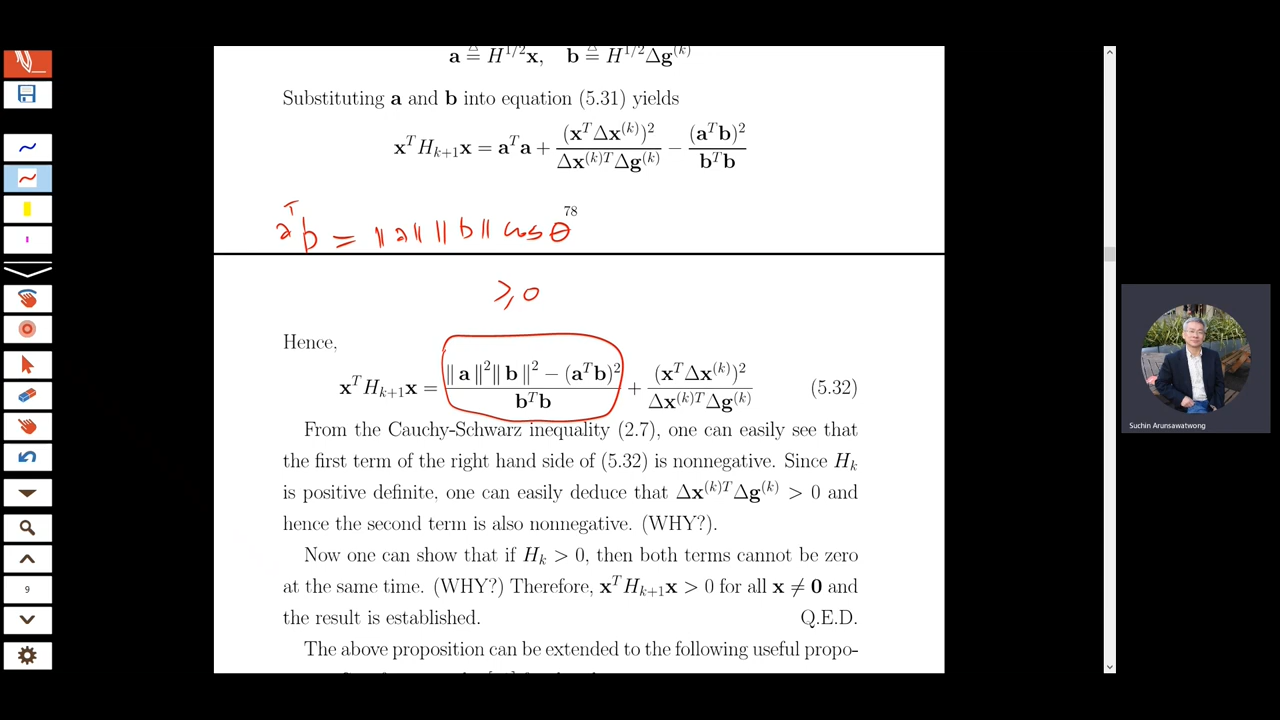 a ≜ H^{1/2}x, b ≜ H^{1/2}Δg^{(k)}
Substituting a and b into equation (5.31) yields
x^T H_{k+1} x = a^T a + (x^T Δx^{(k)})^2 / Δx^{(k)T} Δg^{(k)} − (a^T b)^2 / b^T b
78
a^T b = ‖a‖ ‖b‖ cos θ
≥ 0
Hence,
x^T H_{k+1} x = ‖ a ‖^2 ‖ b ‖^2 − (a^T b)^2 / b^T b + (x^T Δx^{(k)})^2 / Δx^{(k)T} Δg^{(k)} (5.32)
From the Cauchy-Schwarz inequality (2.7), one can easily see that
the first term of the right hand side of (5.32) is nonnegative. Since H_k
is positive definite, one can easily deduce that Δx^{(k)T} Δg^{(k)} > 0 and
hence the second term is also nonnegative. (WHY?).
Now one can show that if H_k > 0, then both terms cannot be zero
at the same time. (WHY?) Therefore, x^T H_{k+1} x > 0 for all x ≠ 0 and
the result is established. Q.E.D.
The above proposition can be extended to the following useful propo-
9
Suchin Arunsawatwong